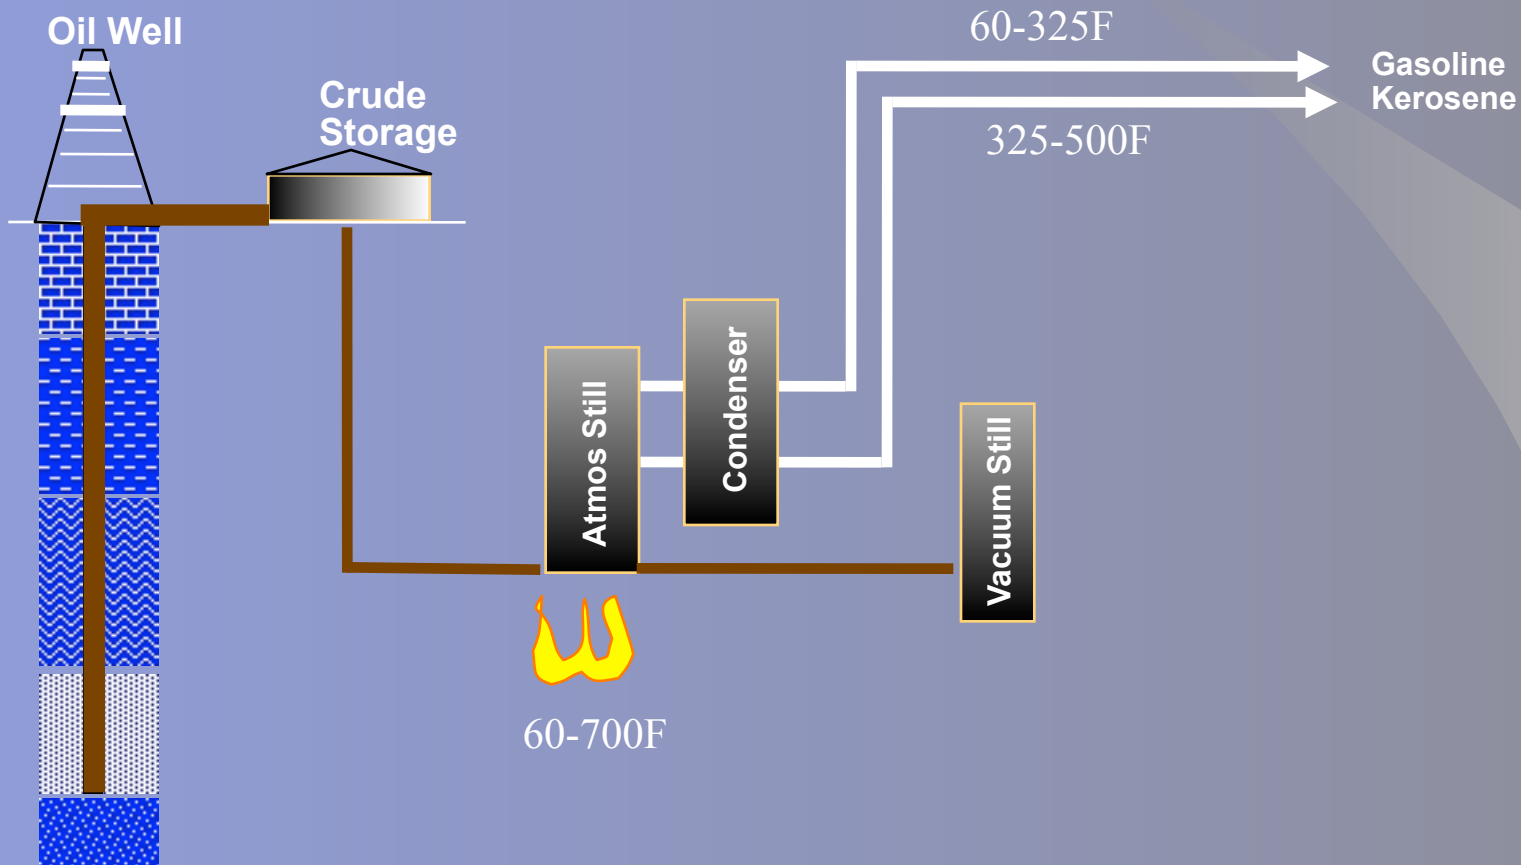 Oil Well
Crude
Storage
60-325F
Gasoline
Kerosene
325-500F
Atmos Still
Condenser
Vacuum Still
60-700F